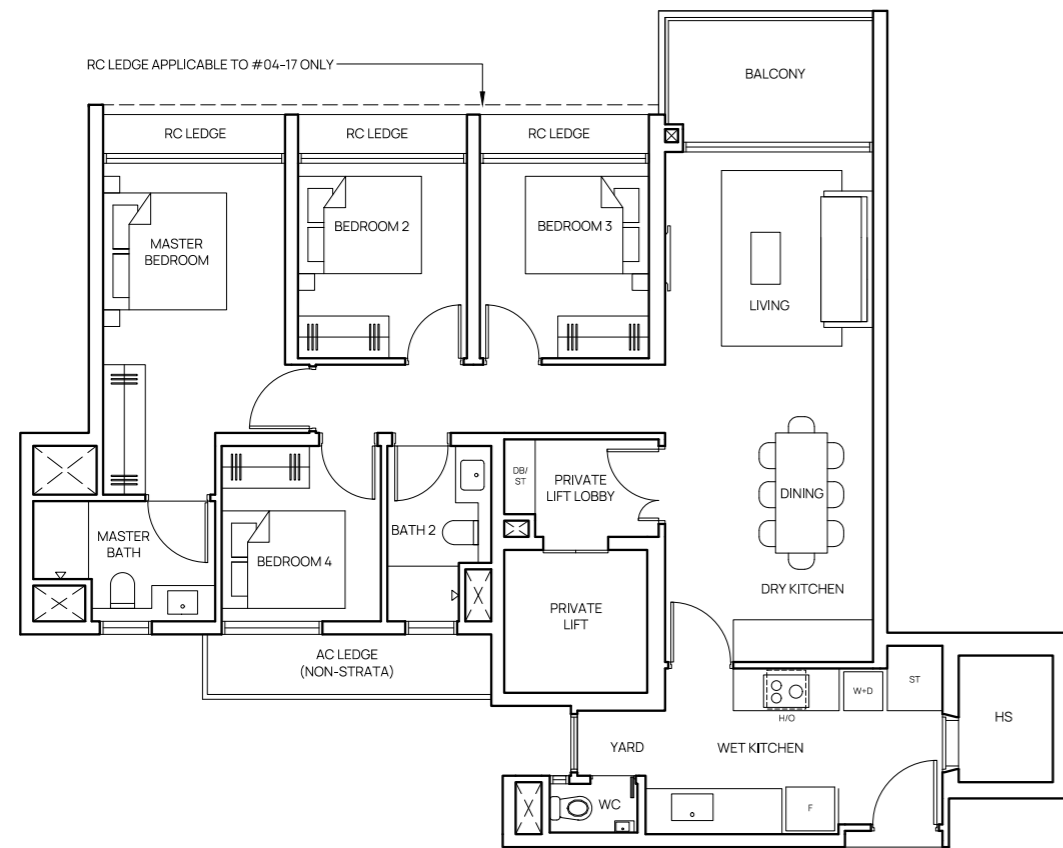 RC LEDGE APPLICABLE TO #04-17 ONLY
BALCONY
RC LEDGE
RC LEDGE
RC LEDGE
MASTER
BEDROOM
BEDROOM 2
BEDROOM 3
LIVING
DB/
ST
PRIVATE
LIFT LOBBY
DINING
MASTER
BATH
BEDROOM 4
BATH 2
DRY KITCHEN
PRIVATE
LIFT
AC LEDGE
(NON-STRATA)
W+D
ST
H/O
HS
YARD
WET KITCHEN
WC
F